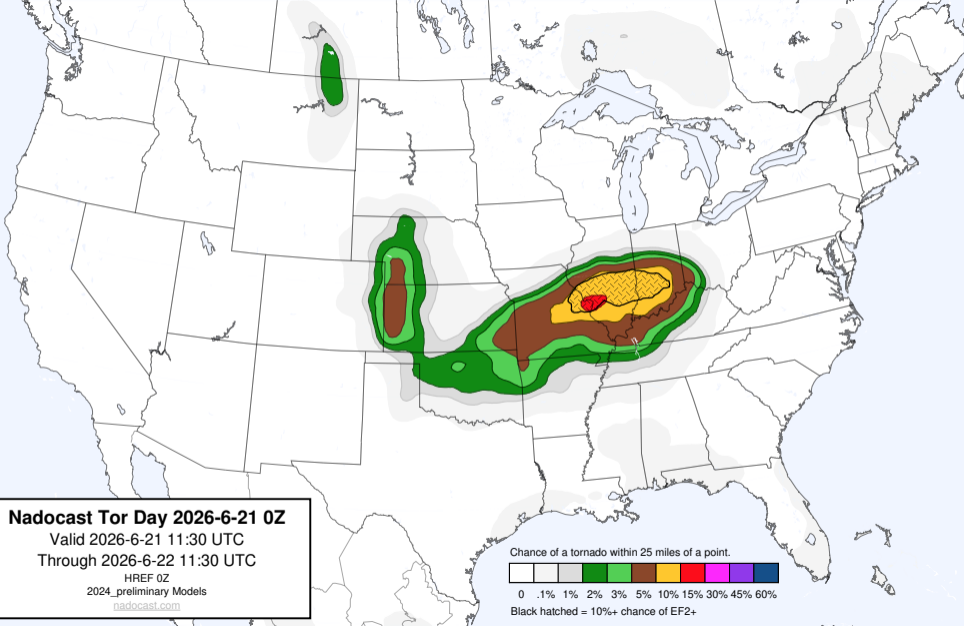 Nadocast Tor Day 2026-6-21 0Z
Valid 2026-6-21 11:30 UTC
Through 2026-6-22 11:30 UTC
HREF 0Z
2024_preliminary Models
nadocast.com
Chance of a tornado within 25 miles of a point.
0 .1% 1% 2% 3% 5% 10% 15% 30% 45% 60%
Black hatched = 10%+ chance of EF2+